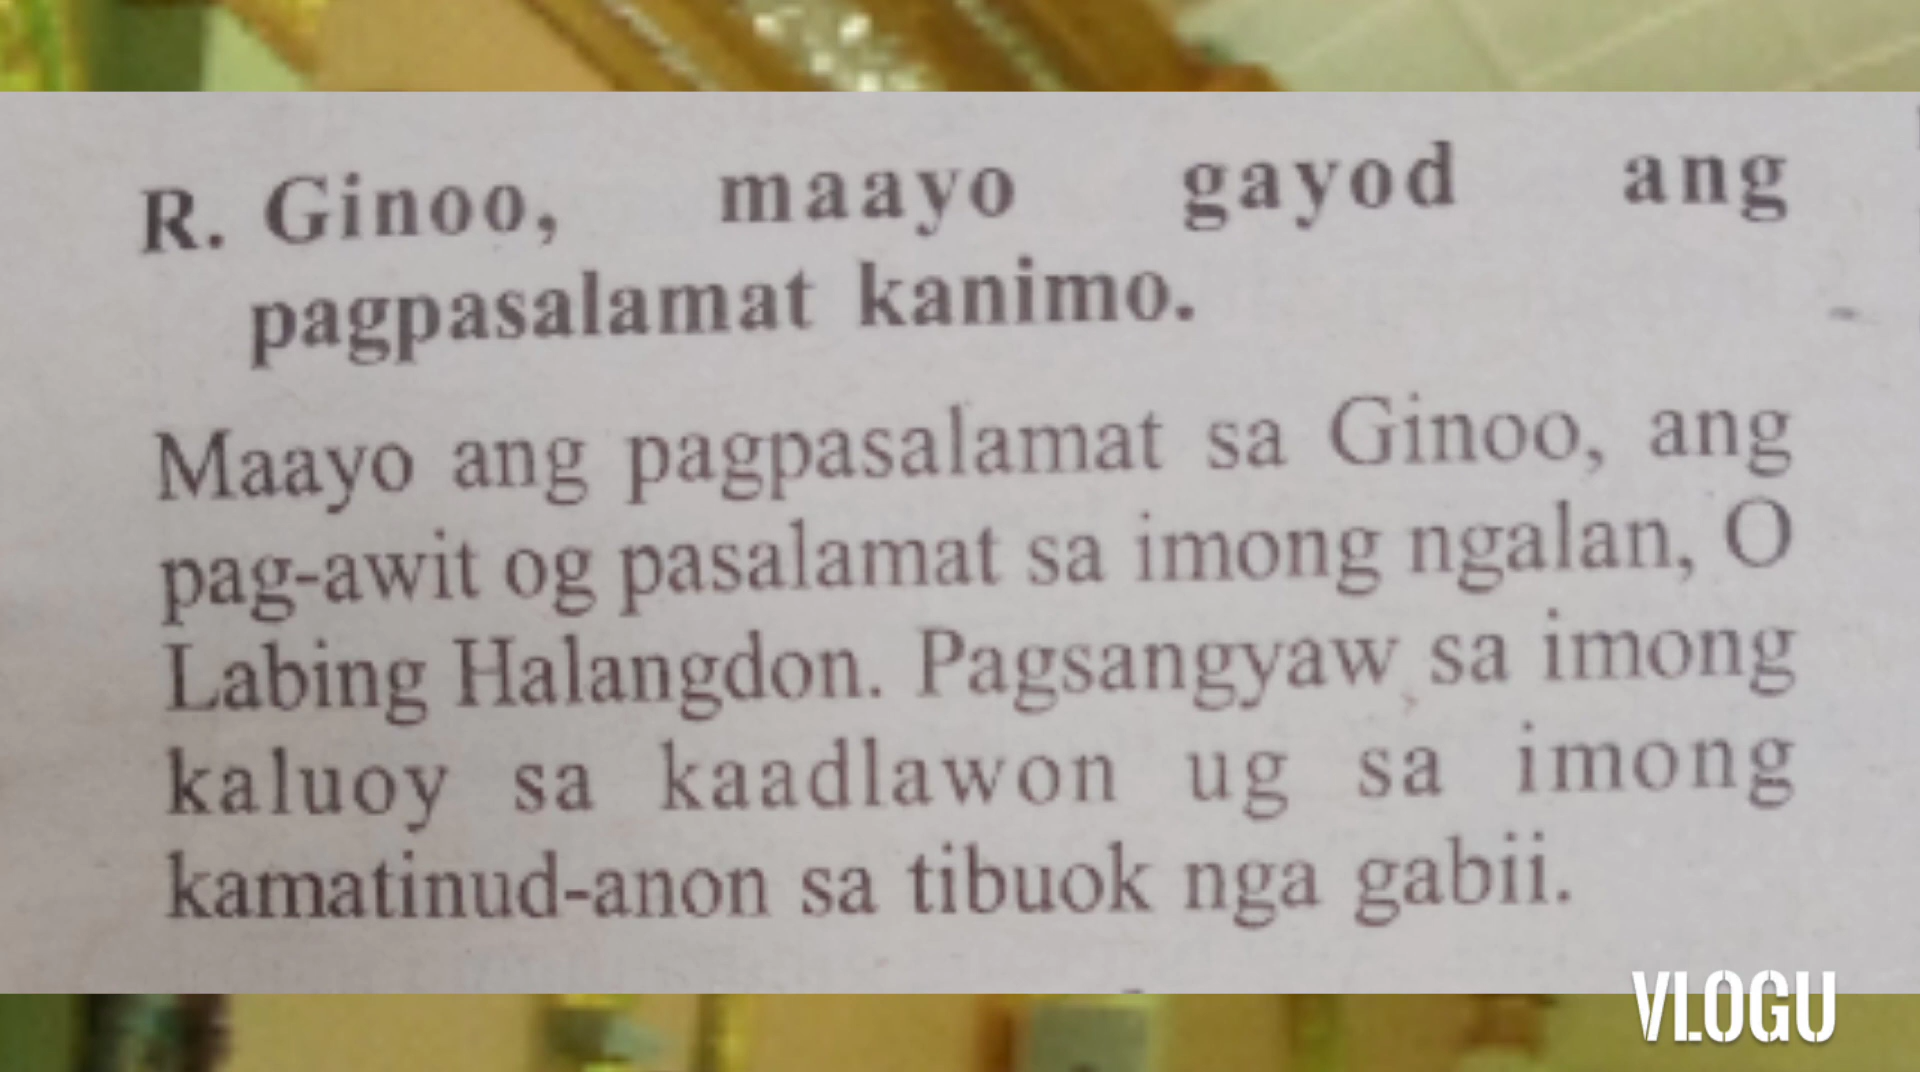 R. Ginoo, maayo gayod ang
pagpasalamat kanimo.
Maayo ang pagpasalamat sa Ginoo, ang
pag-awit og pasalamat sa imong ngalan, O
Labing Halangdon. Pagsangyaw sa imong
kaluoy sa kaadlawon ug sa imong
kamatinud-anon sa tibuok nga gabii.
VLOGU